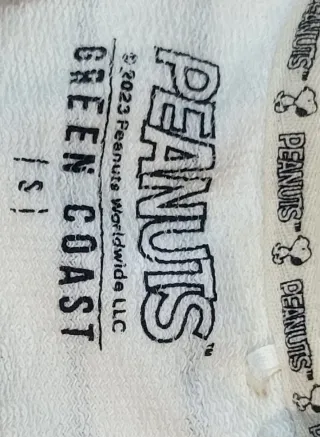 PEANUTS™
© 2023 Peanuts Worldwide LLC
GREEN COAST
| S |
PEANUTS™
PEANUTS™
PEANUTS™